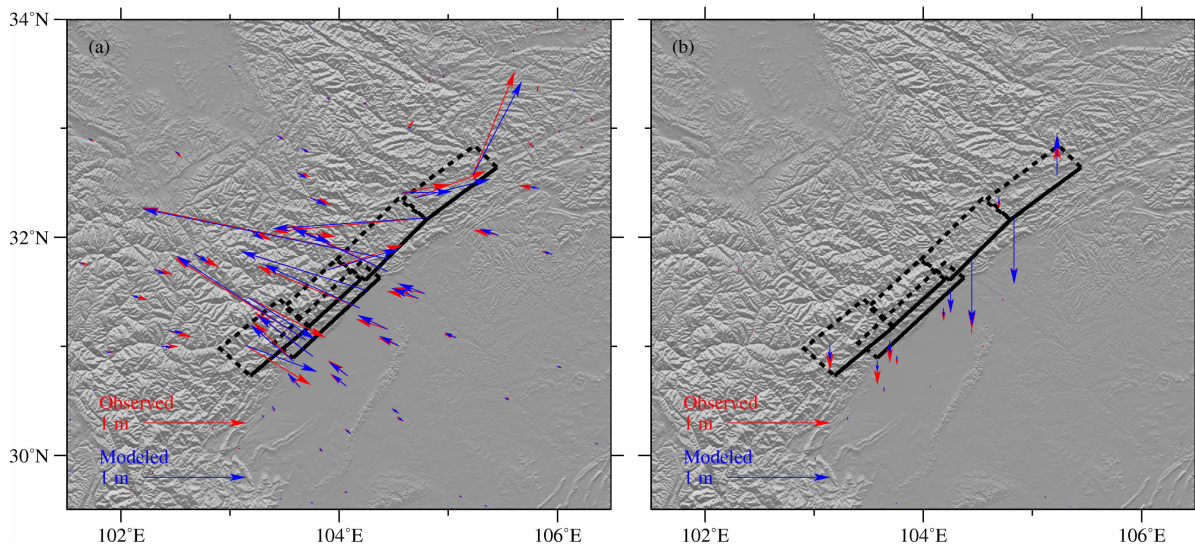 34°N
(a)
(b)
32°N
Observed
1 m
Observed
1 m
Modeled
1 m
Modeled
1 m
30°N
102°E
104°E
106°E
102°E
104°E
106°E